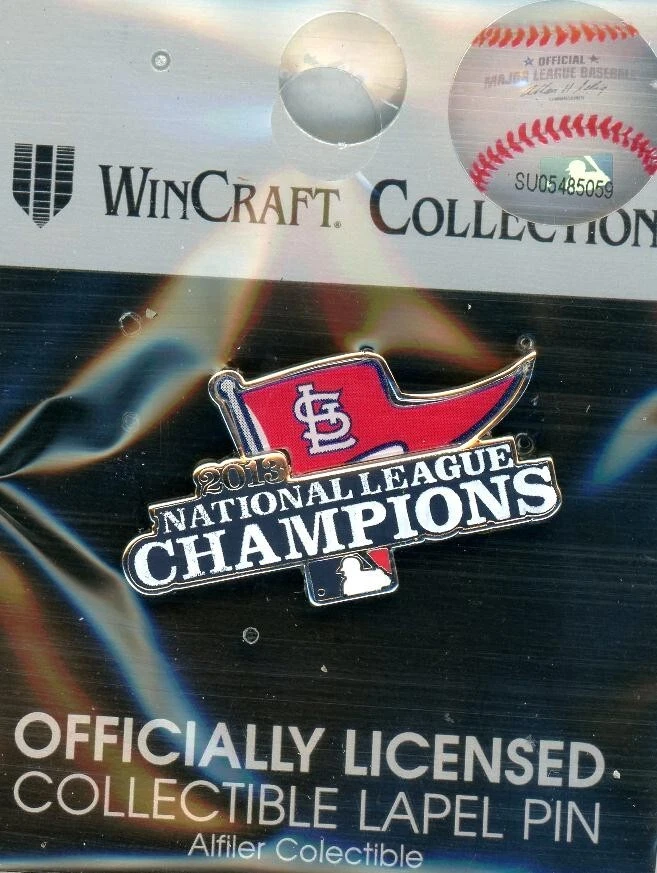 ★ OFFICIAL ★
MAJOR LEAGUE BASEBALL
SU05485059
WINCRAFT® COLLECTION
STL
2013
NATIONAL LEAGUE
CHAMPIONS
OFFICIALLY LICENSED
COLLECTIBLE LAPEL PIN
Alfiler Colectible